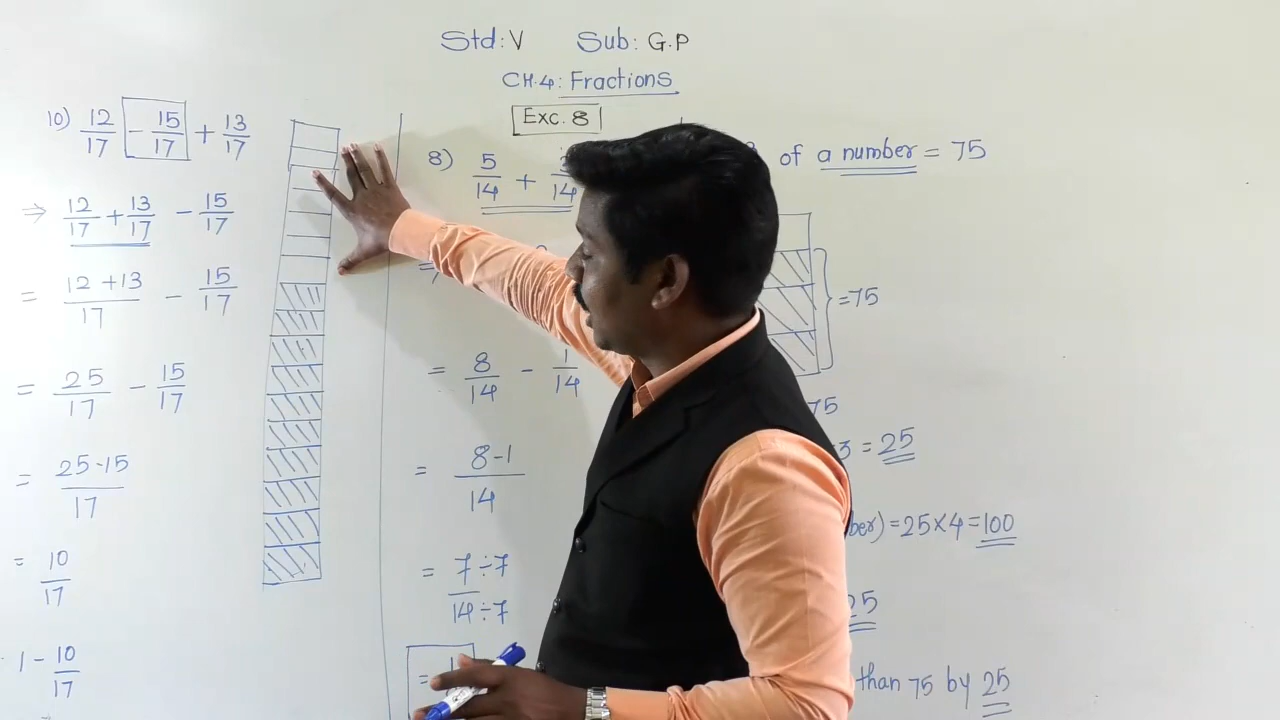 Std: V Sub: G.P
CH.4: Fractions
Exc. 8
10) 12/17 - 15/17 + 13/17
⇒ 12/17 + 13/17 - 15/17
= 12+13/17 - 15/17
= 25/17 - 15/17
= 25-15/17
= 10/17
1 - 10/17
8) 5/14 + /14
= 8/14 - 1/14
= 8-1/14
= 7÷7/14÷7
=
of a number = 75
= 75
75
3 = 25
ber) = 25×4 = 100
25
than 75 by 25